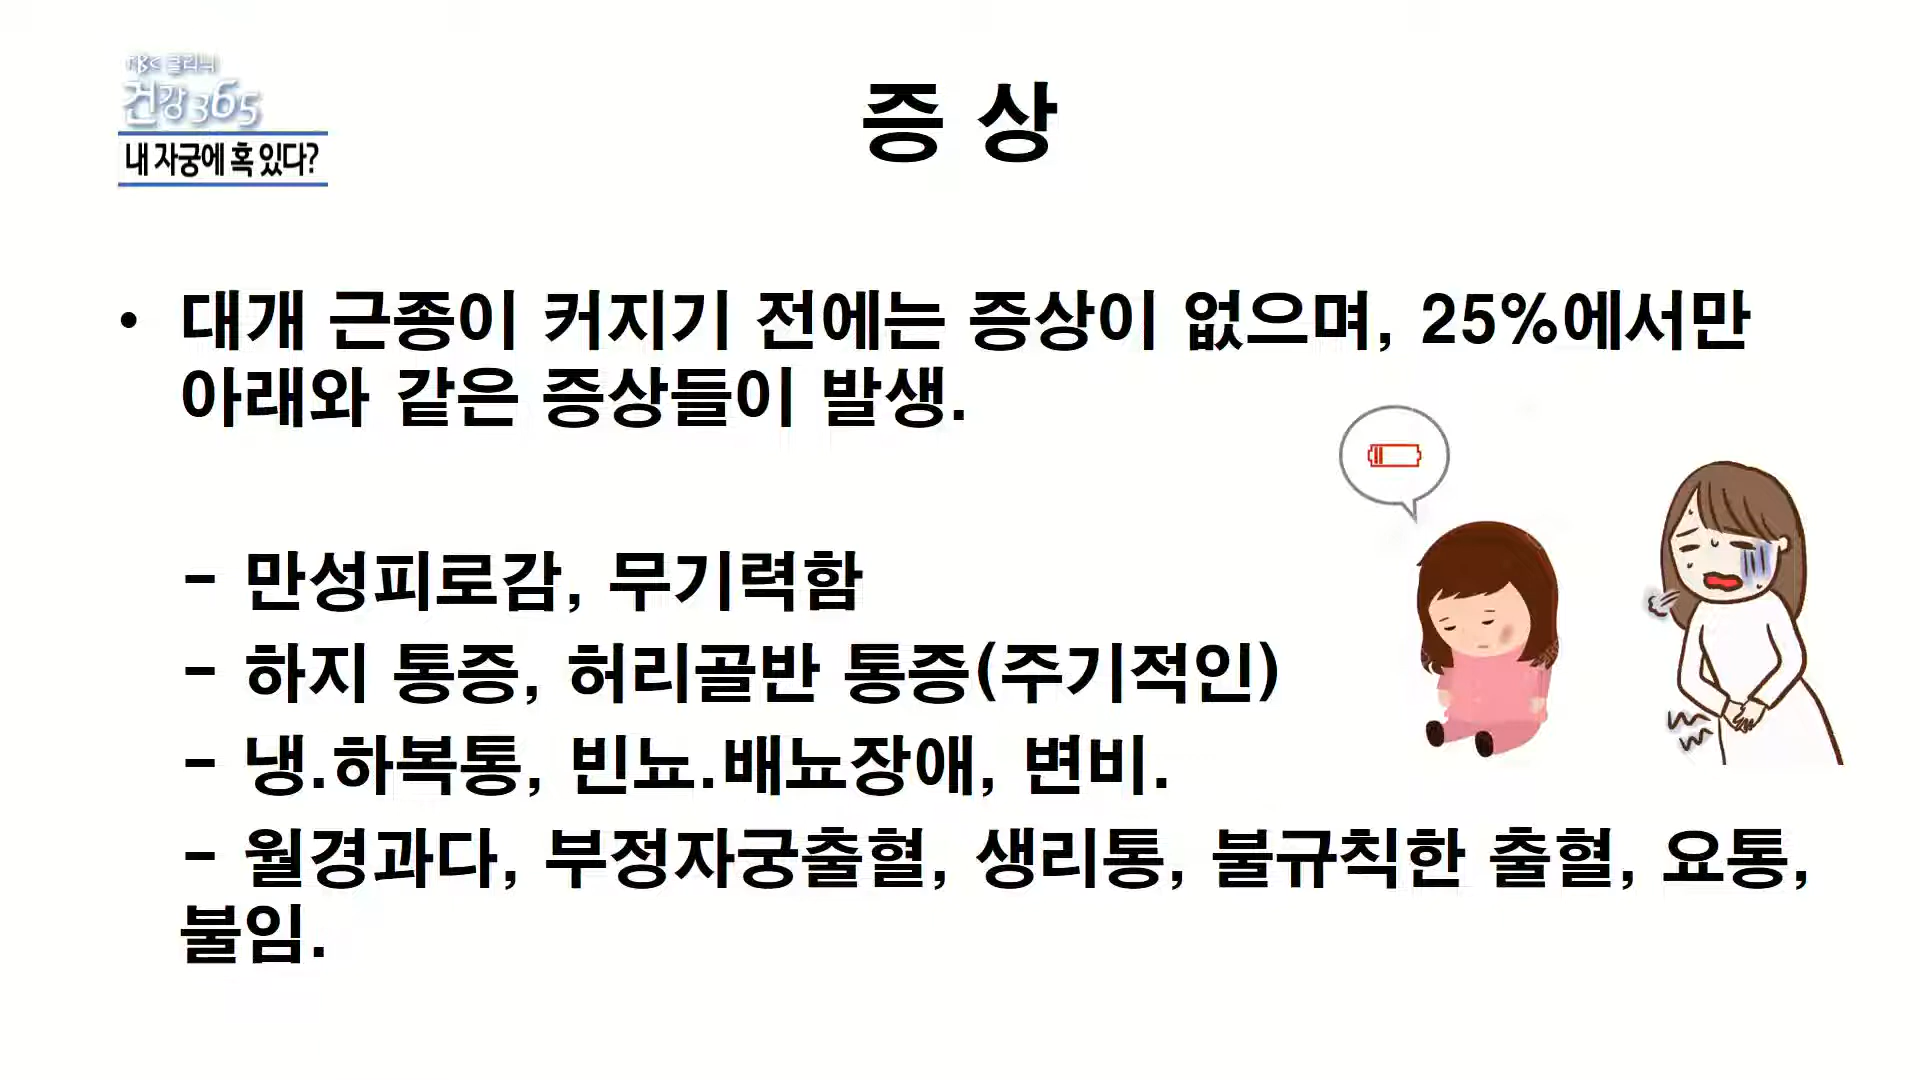 클리닉
건강365
내 자궁에 혹 있다?
증 상
• 대개 근종이 커지기 전에는 증상이 없으며, 25%에서만
아래와 같은 증상들이 발생.
- 만성피로감, 무기력함
- 하지 통증, 허리골반 통증(주기적인)
- 냉.하복통, 빈뇨.배뇨장애, 변비.
- 월경과다, 부정자궁출혈, 생리통, 불규칙한 출혈, 요통,
불임.